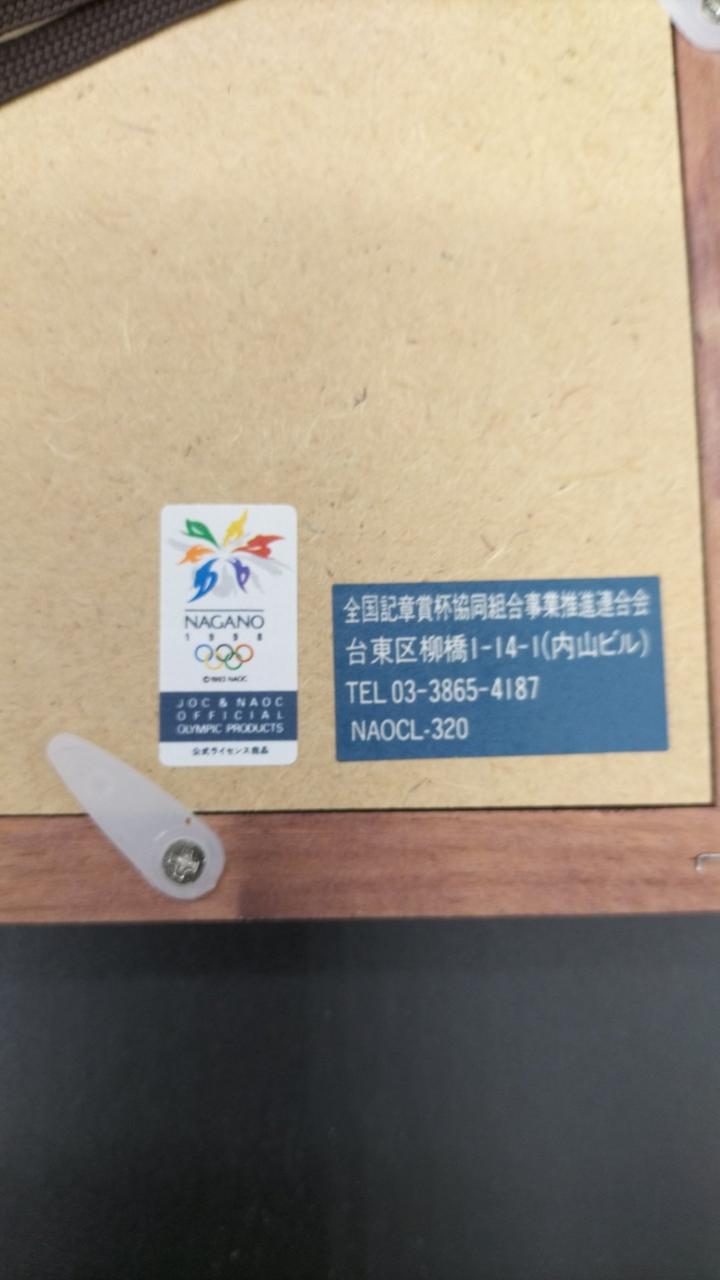 NAGANO
1998
©1993 NAOC
JOC & NAOC
OFFICIAL
OLYMPIC PRODUCTS
公式ライセンス商品
全国記章賞杯協同組合事業推進連合会
台東区柳橋1-14-1(内山ビル)
TEL 03-3865-4187
NAOCL-320